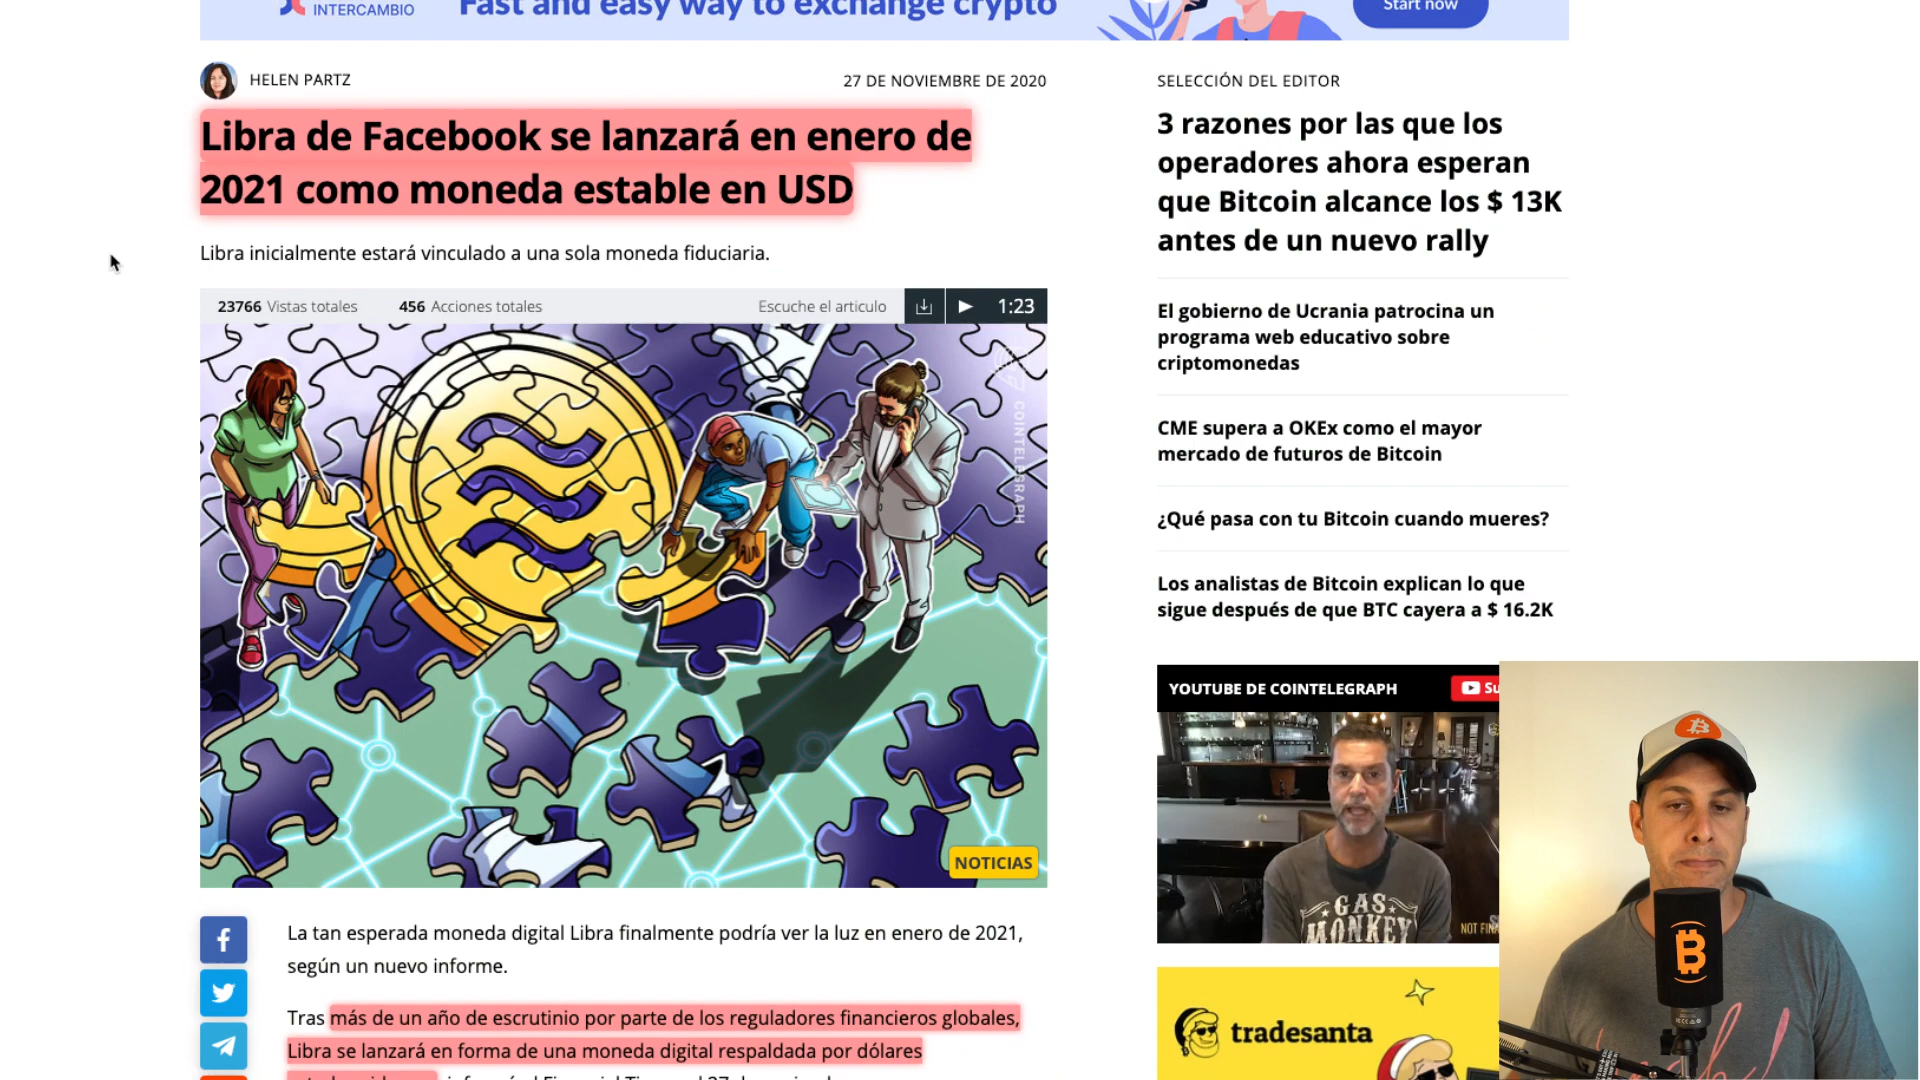 INTERCAMBIO
Fast and easy way to exchange crypto
Start now
HELEN PARTZ
27 DE NOVIEMBRE DE 2020
Libra de Facebook se lanzará en enero de
2021 como moneda estable en USD
Libra inicialmente estará vinculado a una sola moneda fiduciaria.
23766 Vistas totales
456 Acciones totales
Escuche el articulo
1:23
COINTELEGRAPH
NOTICIAS
La tan esperada moneda digital Libra finalmente podría ver la luz en enero de 2021,
según un nuevo informe.
Tras más de un año de escrutinio por parte de los reguladores financieros globales,
Libra se lanzará en forma de una moneda digital respaldada por dólares
SELECCIÓN DEL EDITOR
3 razones por las que los
operadores ahora esperan
que Bitcoin alcance los $ 13K
antes de un nuevo rally
El gobierno de Ucrania patrocina un
programa web educativo sobre
criptomonedas
CME supera a OKEx como el mayor
mercado de futuros de Bitcoin
¿Qué pasa con tu Bitcoin cuando mueres?
Los analistas de Bitcoin explican lo que
sigue después de que BTC cayera a $ 16.2K
YOUTUBE DE COINTELEGRAPH
Su
GAS
MONKEY
NOT FIN
tradesanta